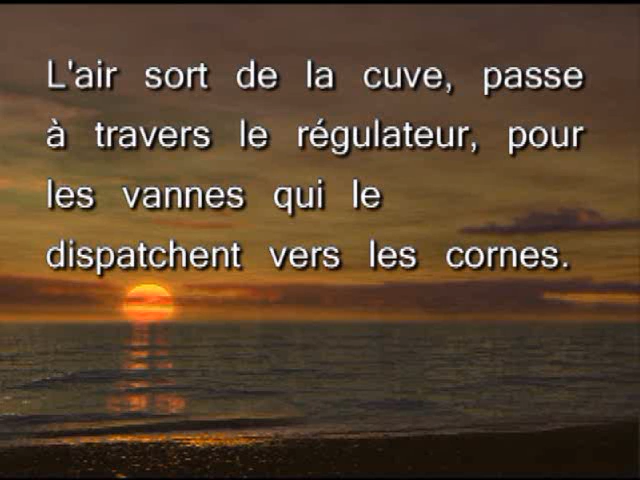 L'air sort de la cuve, passe
à travers le régulateur, pour
les vannes qui le
dispatchent vers les cornes.